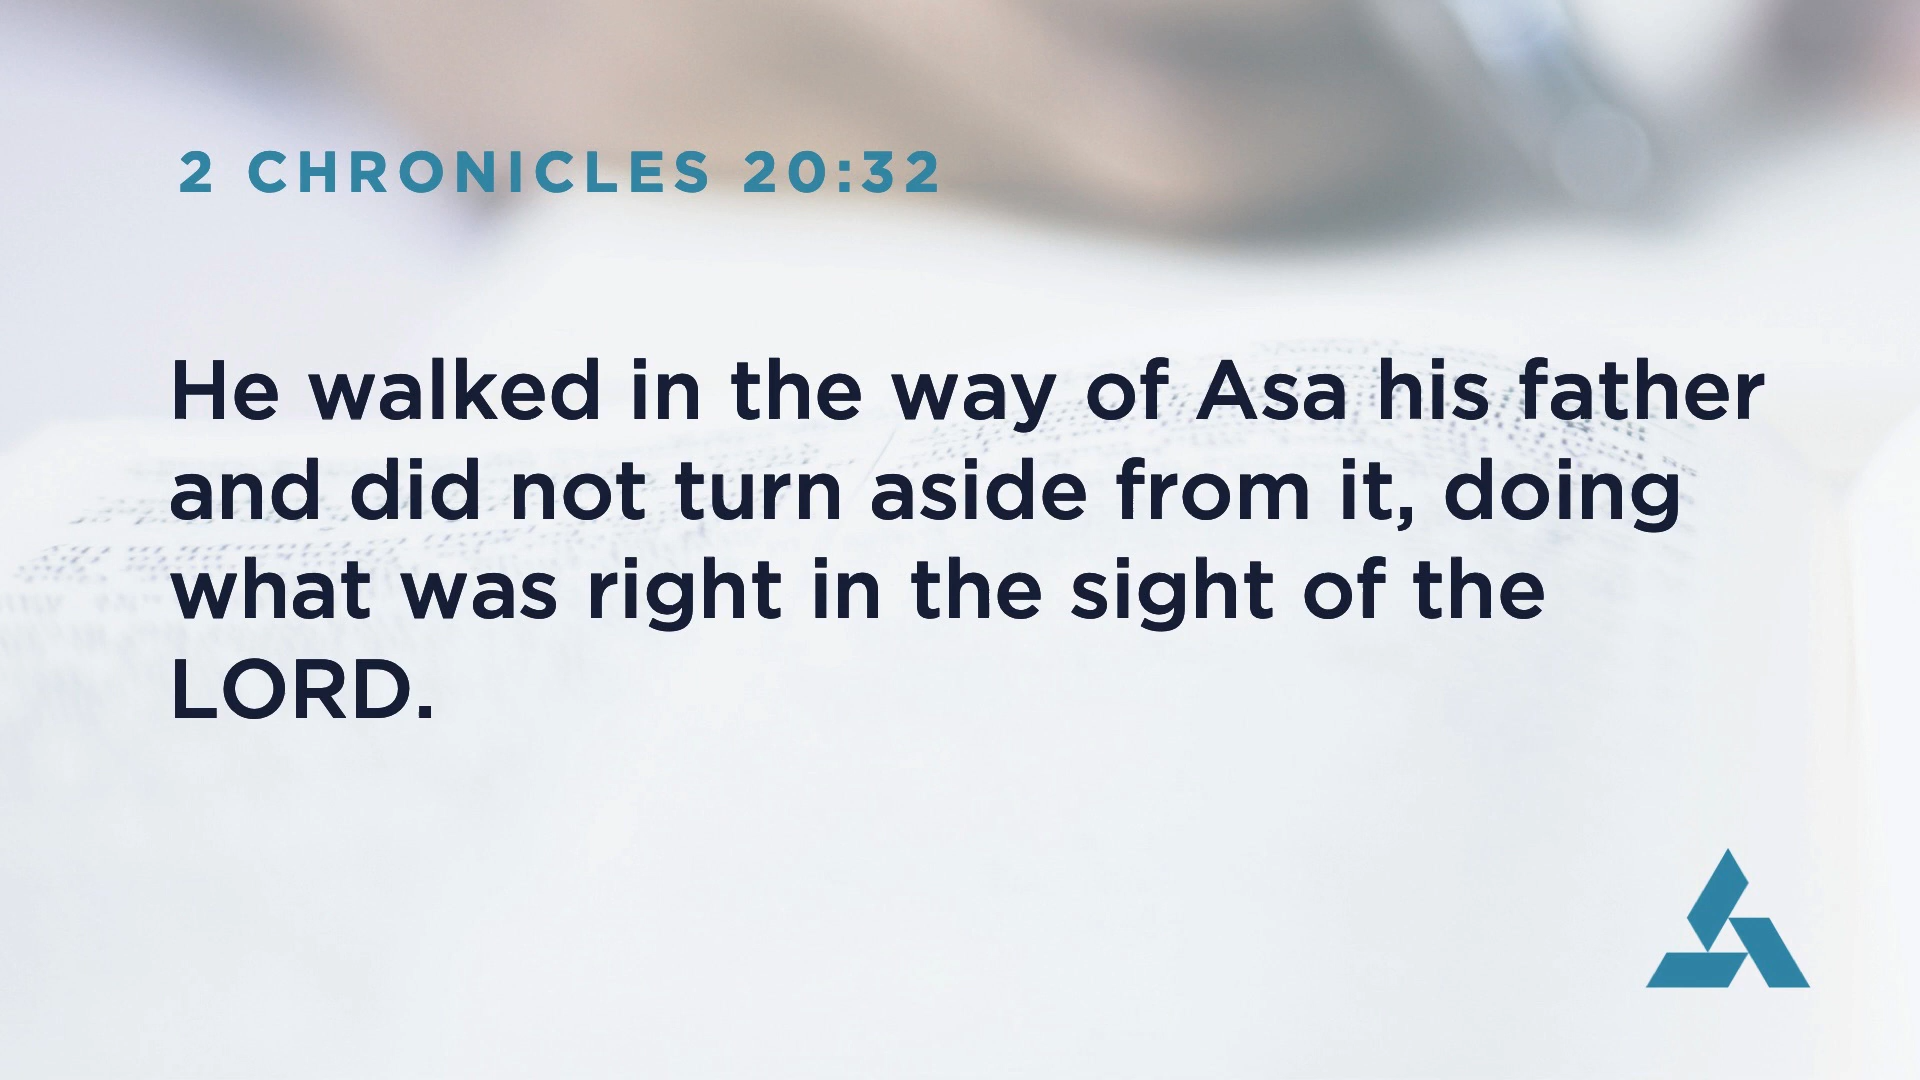 2 CHRONICLES 20:32
He walked in the way of Asa his father
and did not turn aside from it, doing
what was right in the sight of the
LORD.